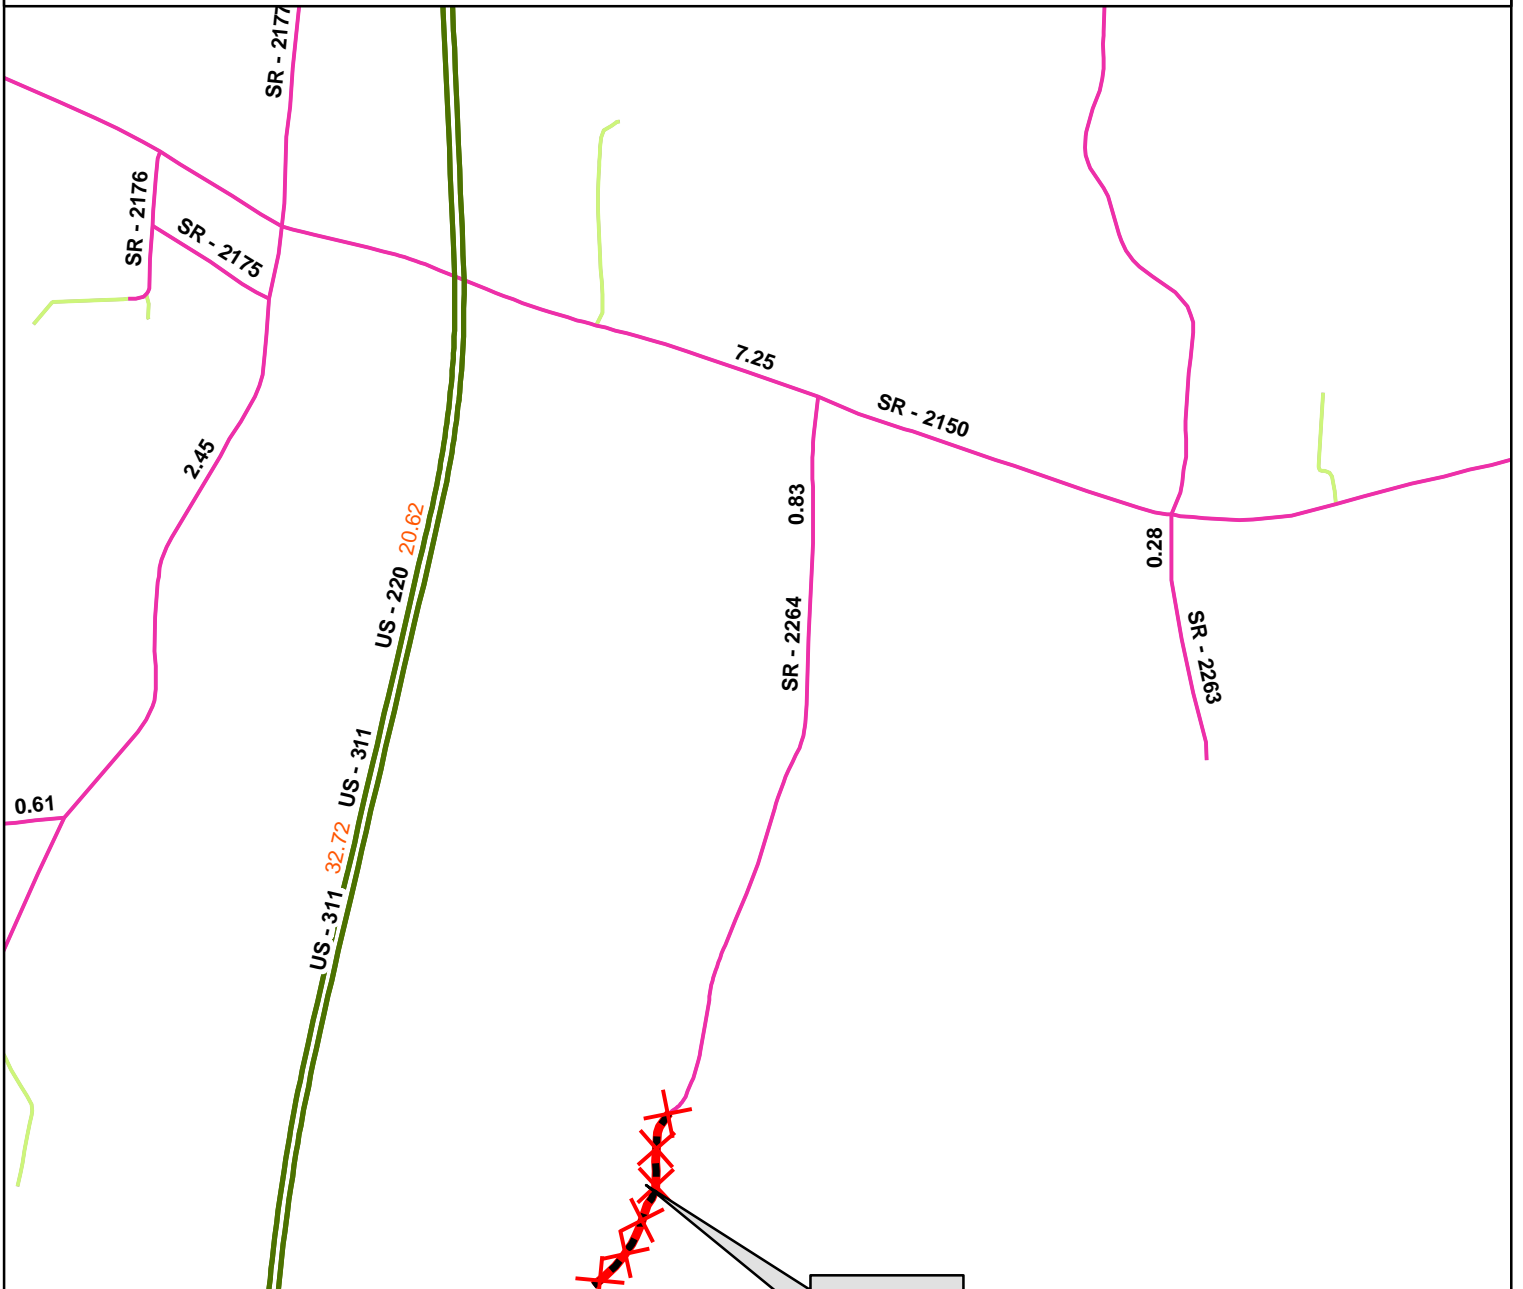 SR - 2177
SR - 2176
SR - 2175
7.25
SR - 2150
2.45
0.83
20.62
0.28
US - 220
SR - 2264
SR - 2263
US - 311
0.61
32.72
US - 311